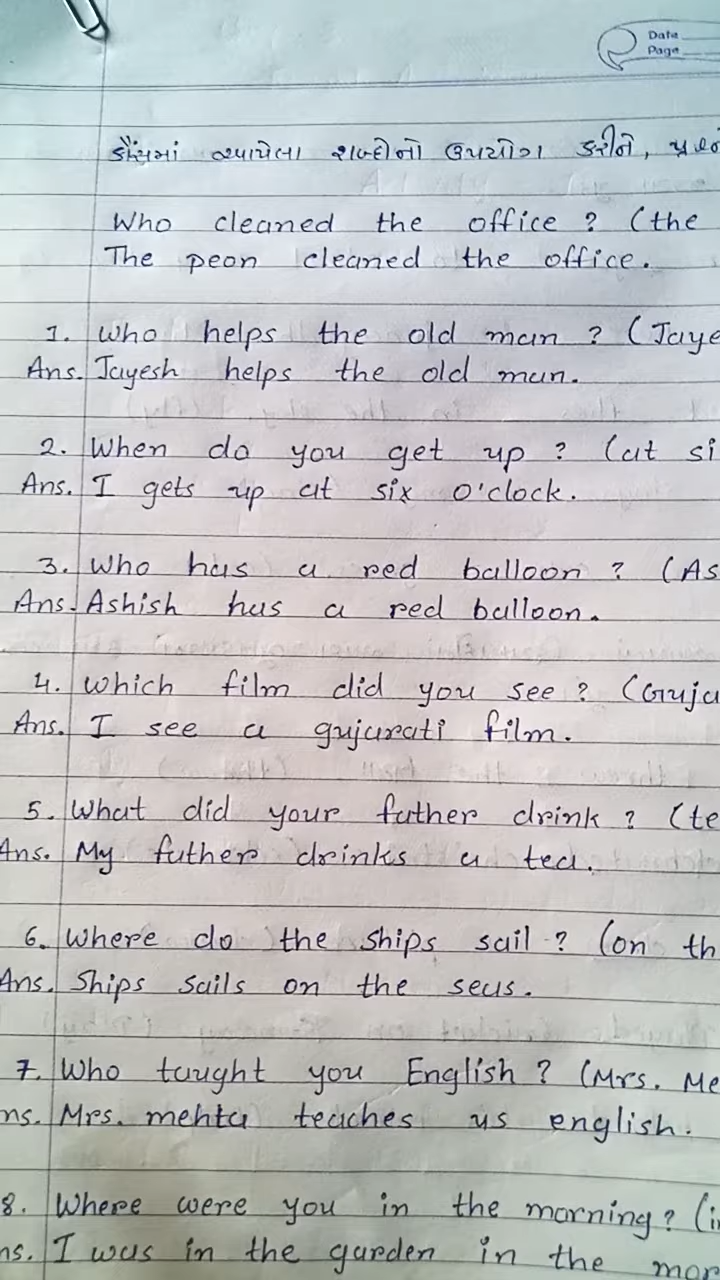 Date
Page
કૌંસમાં આપેલા શબ્દોનો ઉપયોગ કરીને,
Who cleaned the office ? (the
The peon cleaned the office.
1. Who helps the old man ? (Jaye
Ans. Jayesh helps the old man.
2. When do you get up ? (at si
Ans. I gets up at six o'clock.
3. Who has a red balloon ? (As
Ans. Ashish has a red balloon.
4. Which film did you see ? (Guja
Ans. I see a gujarati film.
5. What did your father drink ? (te
Ans. My father drinks a tea.
6. Where do the ships sail ? (on th
Ans. Ships sails on the seas.
7. Who taught you English ? (Mrs. Me
ns. Mrs. mehta teaches us english.
8. Where were you in the morning ? (in
ns. I was in the garden in the mor